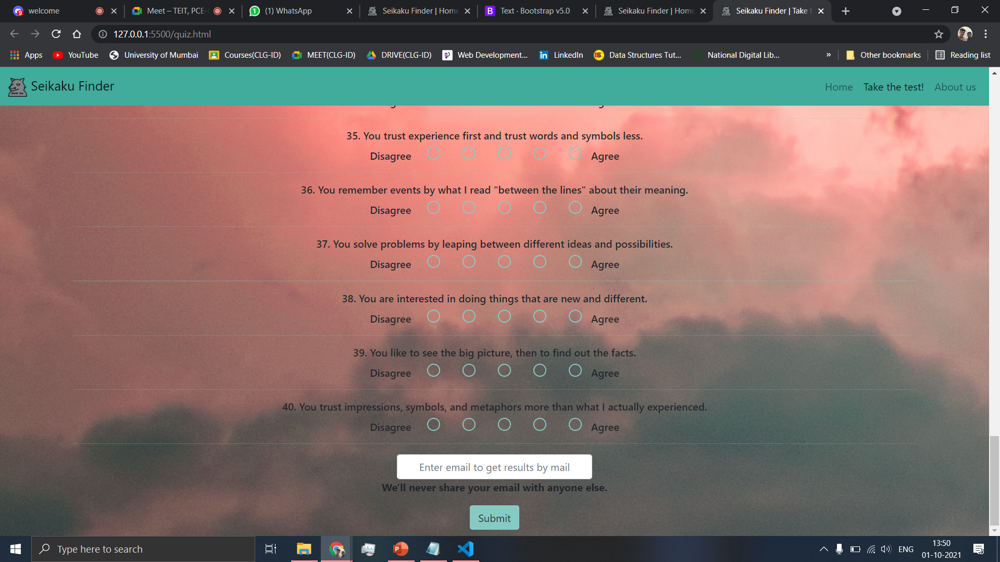 welcome
Meet – TEIT, PCE-
(1) WhatsApp
Seikaku Finder | Home
Text · Bootstrap v5.0
Seikaku Finder | Home
Seikaku Finder | Take t
127.0.0.1:5500/quiz.html
Apps
YouTube
University of Mumbai
Courses(CLG-ID)
MEET(CLG-ID)
DRIVE(CLG-ID)
Web Development...
LinkedIn
Data Structures Tut...
National Digital Lib...
»
Other bookmarks
Reading list
Seikaku Finder
Home
Take the test!
About us
35. You trust experience first and trust words and symbols less.
Disagree
Agree
36. You remember events by what I read "between the lines" about their meaning.
Disagree
Agree
37. You solve problems by leaping between different ideas and possibilities.
Disagree
Agree
38. You are interested in doing things that are new and different.
Disagree
Agree
39. You like to see the big picture, then to find out the facts.
Disagree
Agree
40. You trust impressions, symbols, and metaphors more than what I actually experienced.
Disagree
Agree
Enter email to get results by mail
We'll never share your email with anyone else.
Submit
Type here to search
ENG
13:50
01-10-2021